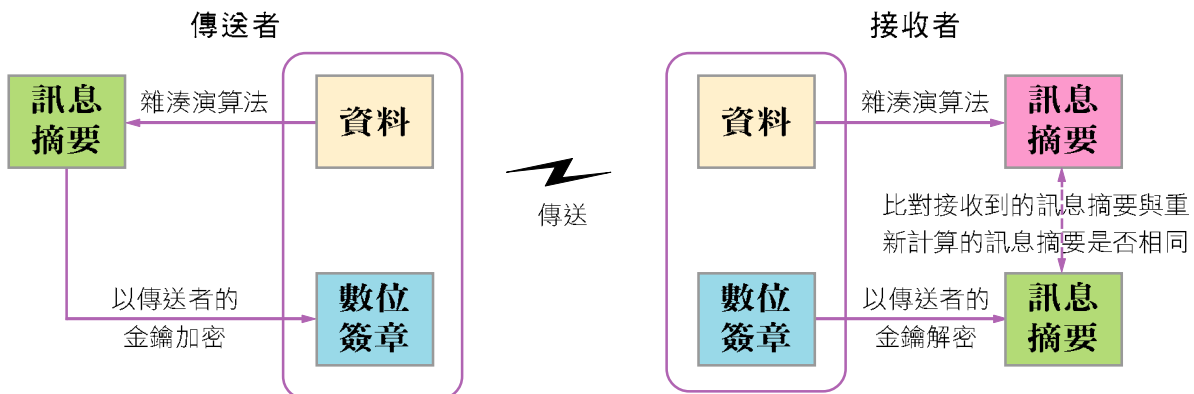 傳送者
訊息
摘要
雜湊演算法
資料
以傳送者的
金鑰加密
數位
簽章
傳送
接收者
資料
雜湊演算法
訊息
摘要
比對接收到的訊息摘要與重
新計算的訊息摘要是否相同
數位
簽章
以傳送者的
金鑰解密
訊息
摘要